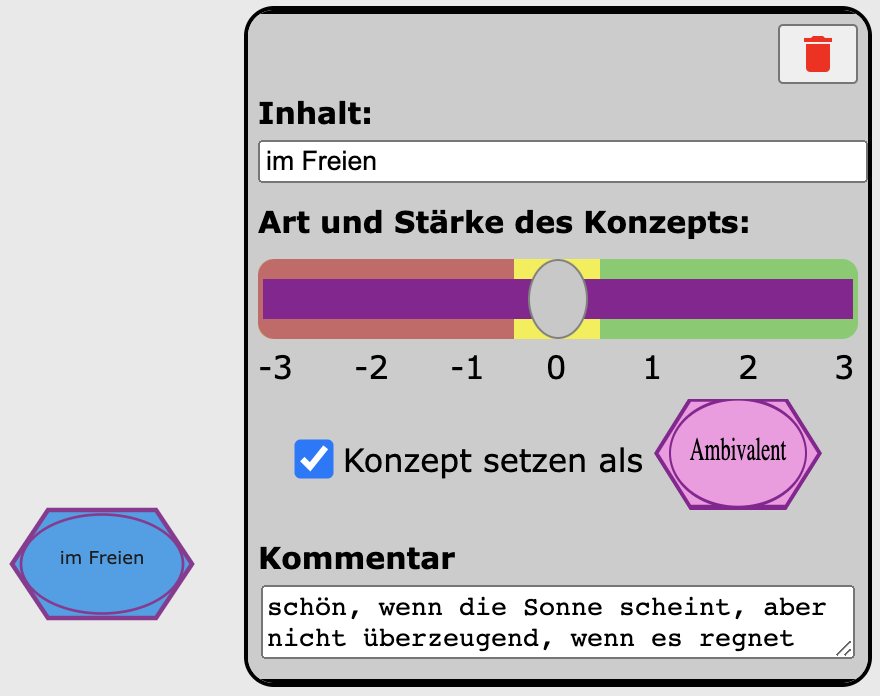 Inhalt:
im Freien
Art und Stärke des Konzepts:
-3 -2 -1 0 1 2 3
Konzept setzen als
Ambivalent
im Freien
Kommentar
schön, wenn die Sonne scheint, aber
nicht überzeugend, wenn es regnet